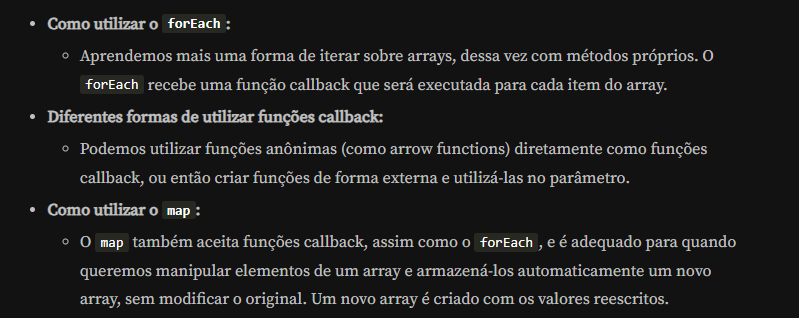 • Como utilizar o forEach:
◦ Aprendemos mais uma forma de iterar sobre arrays, dessa vez com métodos próprios. O
forEach recebe uma função callback que será executada para cada item do array.
• Diferentes formas de utilizar funções callback:
◦ Podemos utilizar funções anônimas (como arrow functions) diretamente como funções
callback, ou então criar funções de forma externa e utilizá-las no parâmetro.
• Como utilizar o map:
◦ O map também aceita funções callback, assim como o forEach, e é adequado para quando
queremos manipular elementos de um array e armazená-los automaticamente um novo
array, sem modificar o original. Um novo array é criado com os valores reescritos.